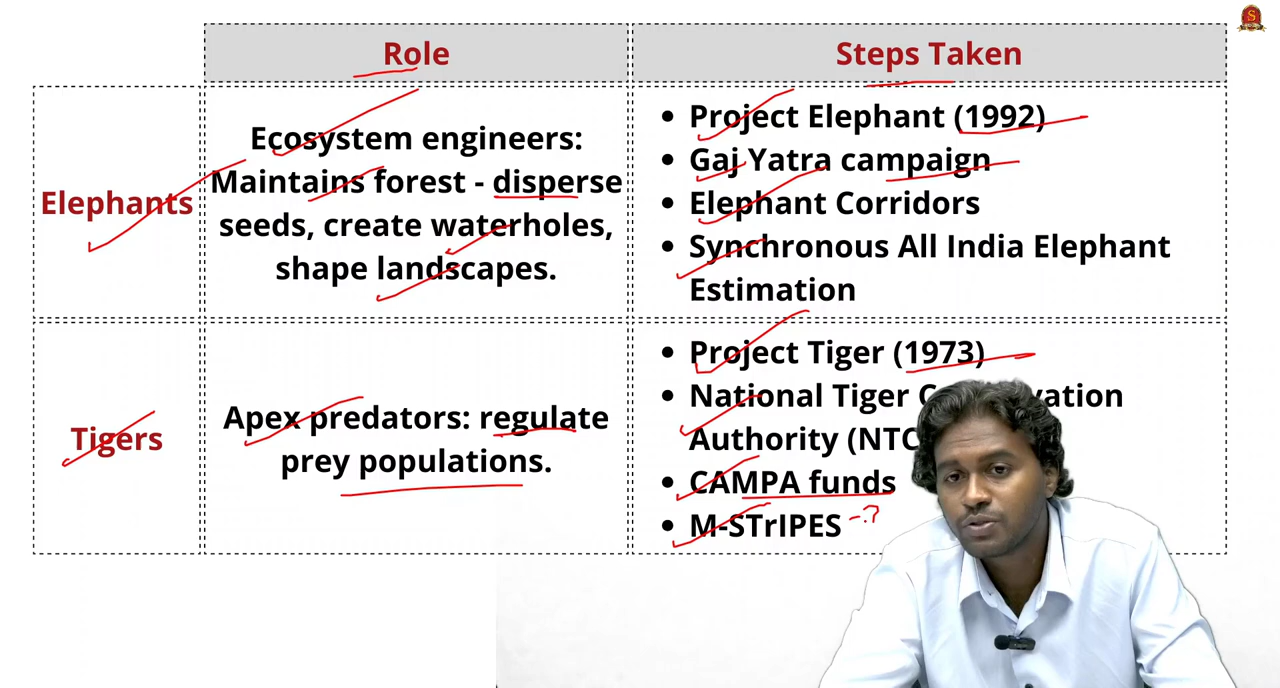 Role
Steps Taken
Elephants
Ecosystem engineers:
Maintains forest - disperse
seeds, create waterholes,
shape landscapes.
• Project Elephant (1992)
• Gaj Yatra campaign
• Elephant Corridors
• Synchronous All India Elephant
Estimation
Tigers
Apex predators: regulate
prey populations.
• Project Tiger (1973)
• National Tiger
Authority
• CAMPA funds
• M-STrIPES -?